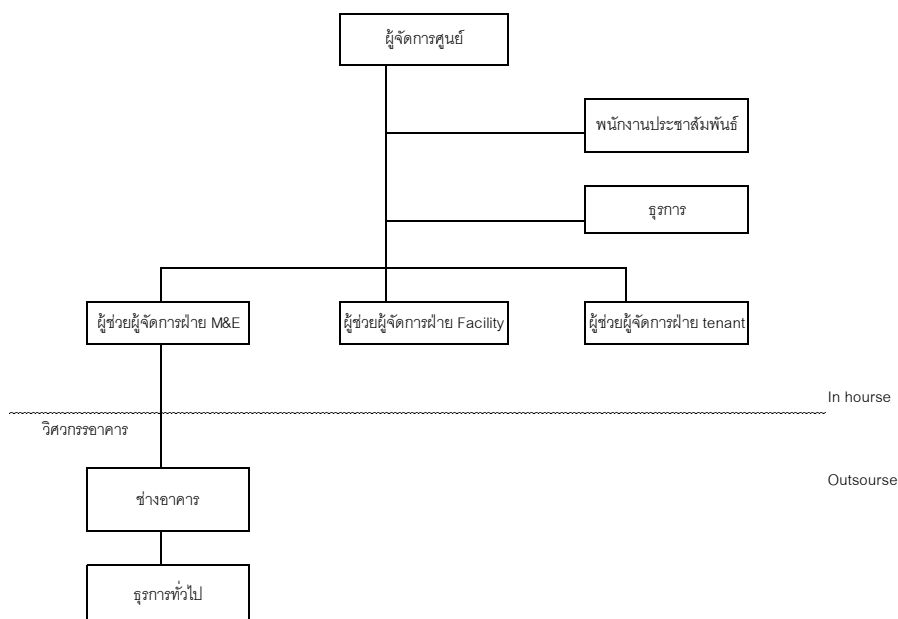 ผู้จัดการศูนย์
พนักงานประชาสัมพันธ์
ธุรการ
ผู้ช่วยผู้จัดการฝ่าย M&E
ผู้ช่วยผู้จัดการฝ่าย Facility
ผู้ช่วยผู้จัดการฝ่าย tenant
In hourse
วิศวกรรอาคาร
Outsourse
ช่างอาคาร
ธุรการทั่วไป